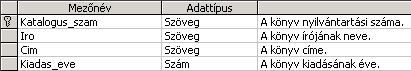 Mezőnév Adattípus
Katalogus_szam Szöveg A könyv nyilvántartási száma.
Iro Szöveg A könyv írójának neve.
Cim Szöveg A könyv címe.
Kiadas_eve Szám A könyv kiadásának éve.